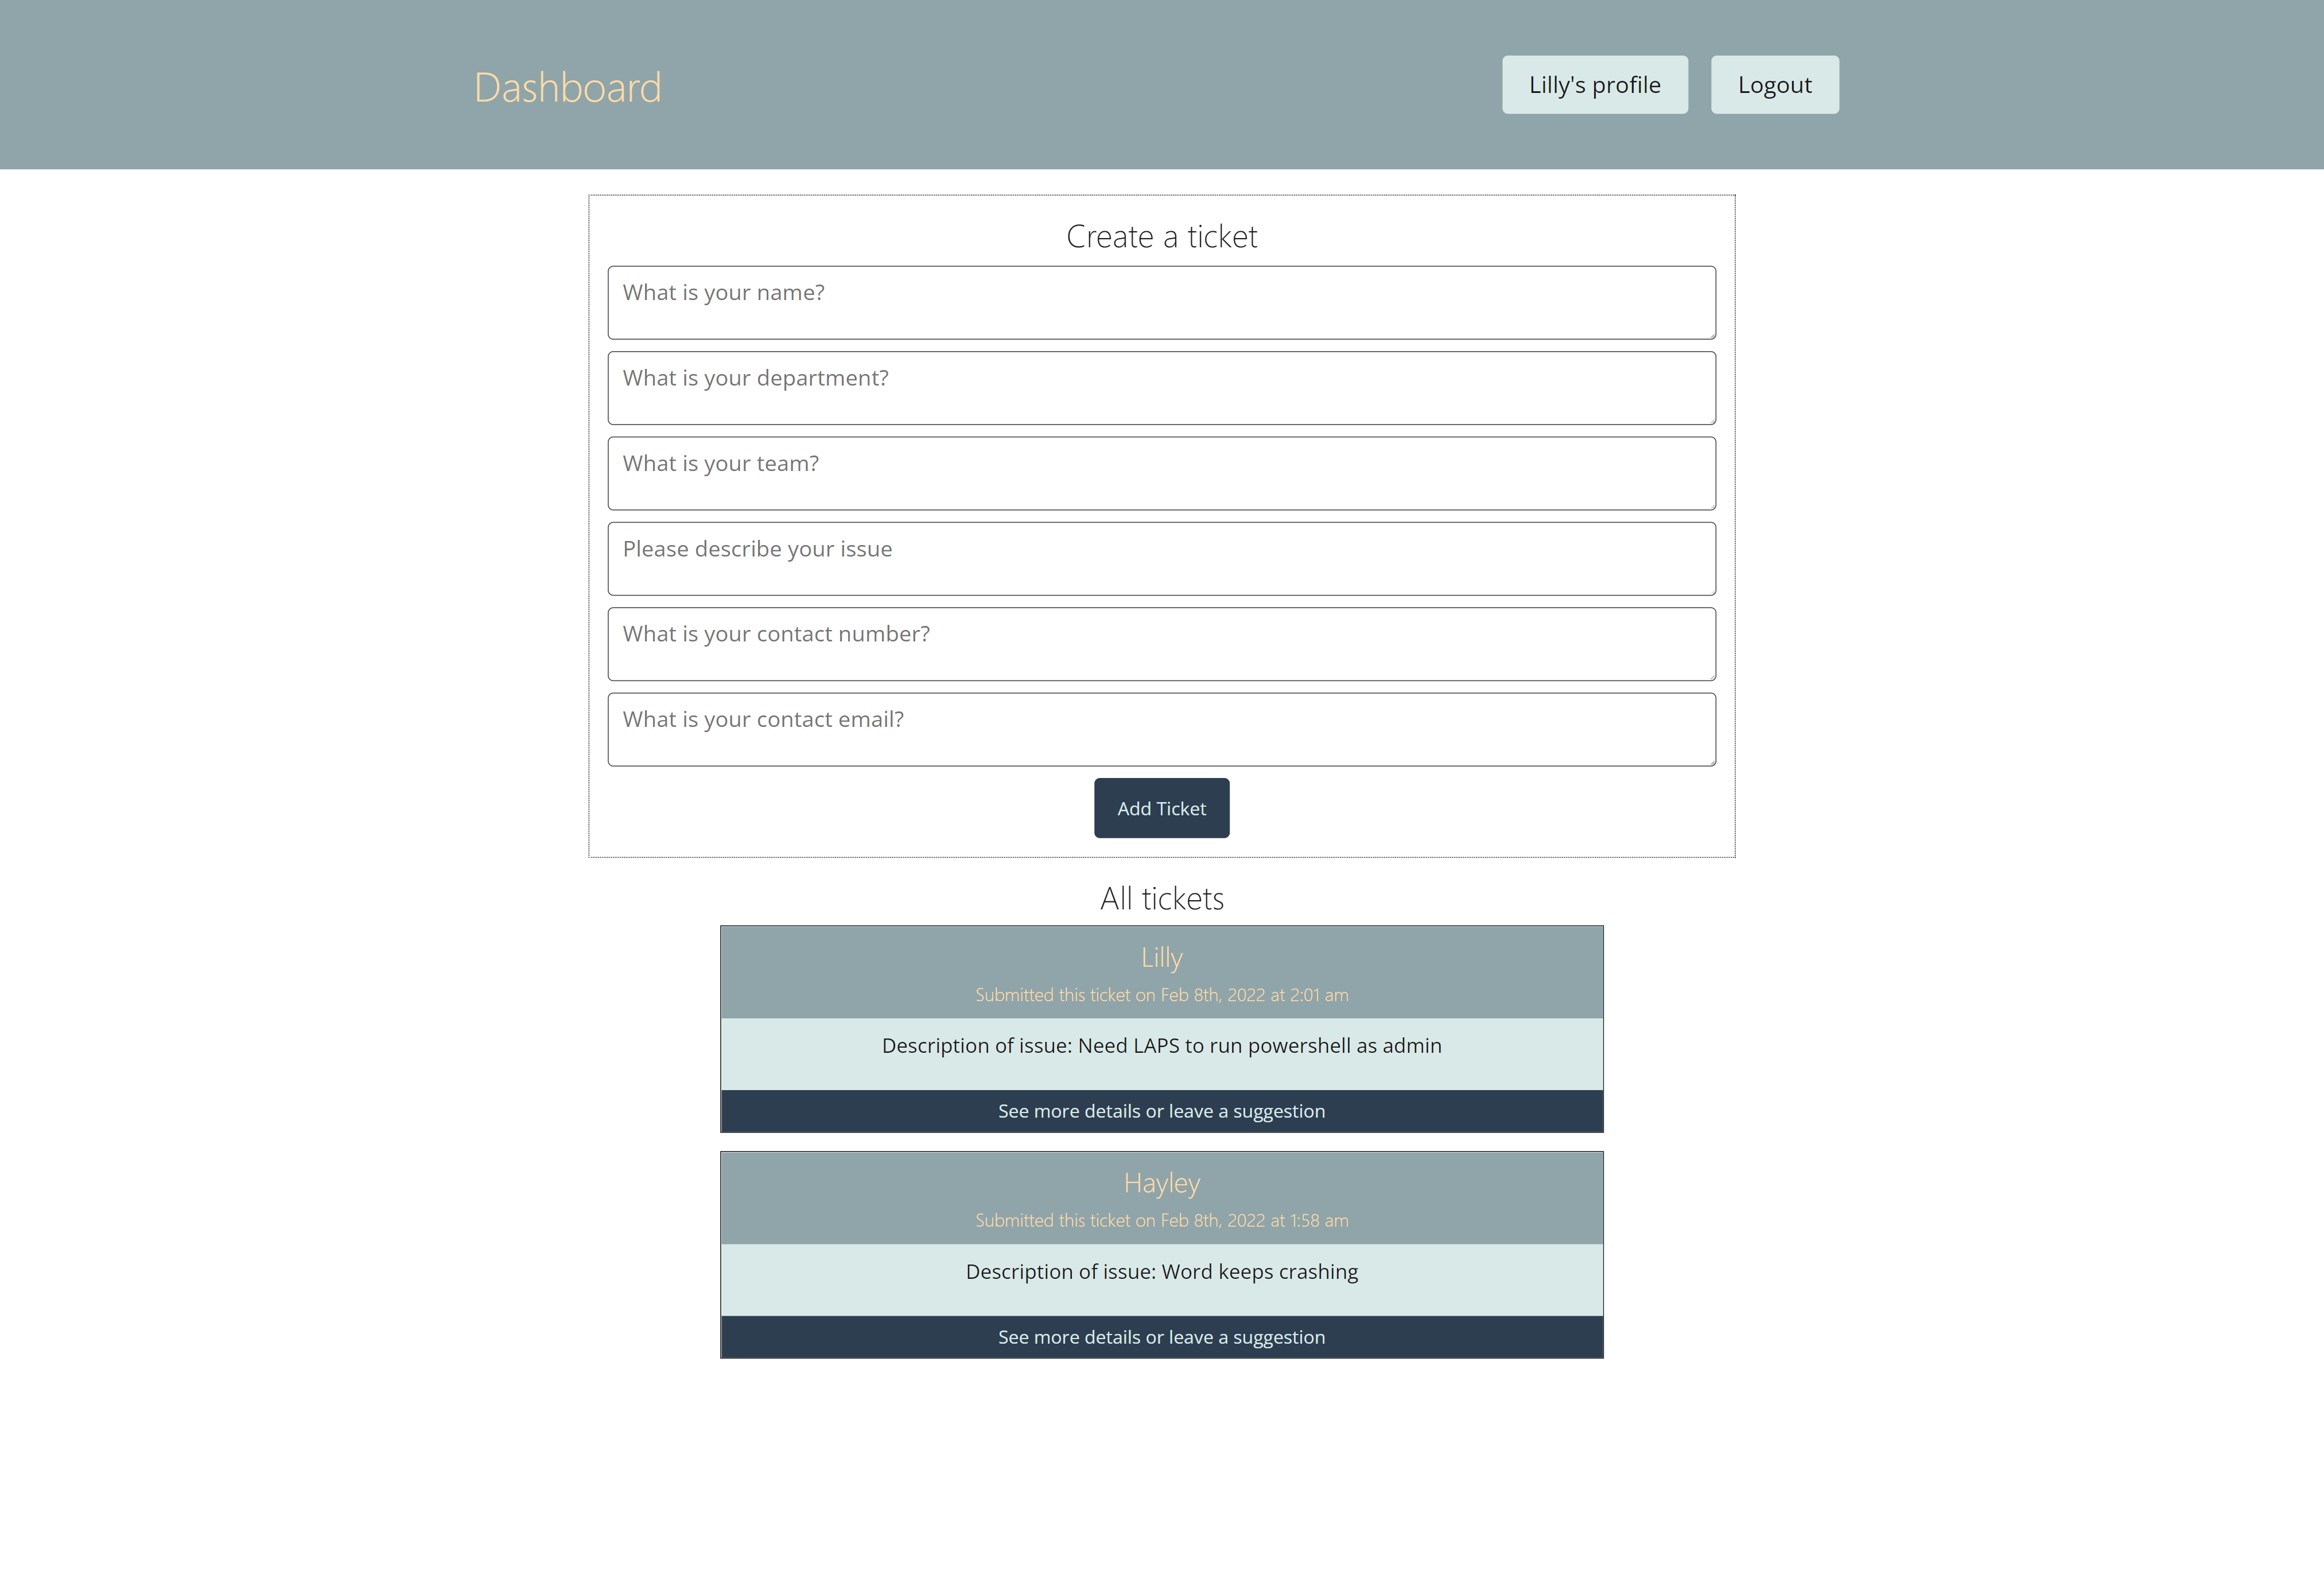 Dashboard
Lilly's profile
Logout
Create a ticket
What is your name?
What is your department?
What is your team?
Please describe your issue
What is your contact number?
What is your contact email?
Add Ticket
All tickets
Lilly
Submitted this ticket on Feb 8th, 2022 at 2:01 am
Description of issue: Need LAPS to run powershell as admin
See more details or leave a suggestion
Hayley
Submitted this ticket on Feb 8th, 2022 at 1:58 am
Description of issue: Word keeps crashing
See more details or leave a suggestion